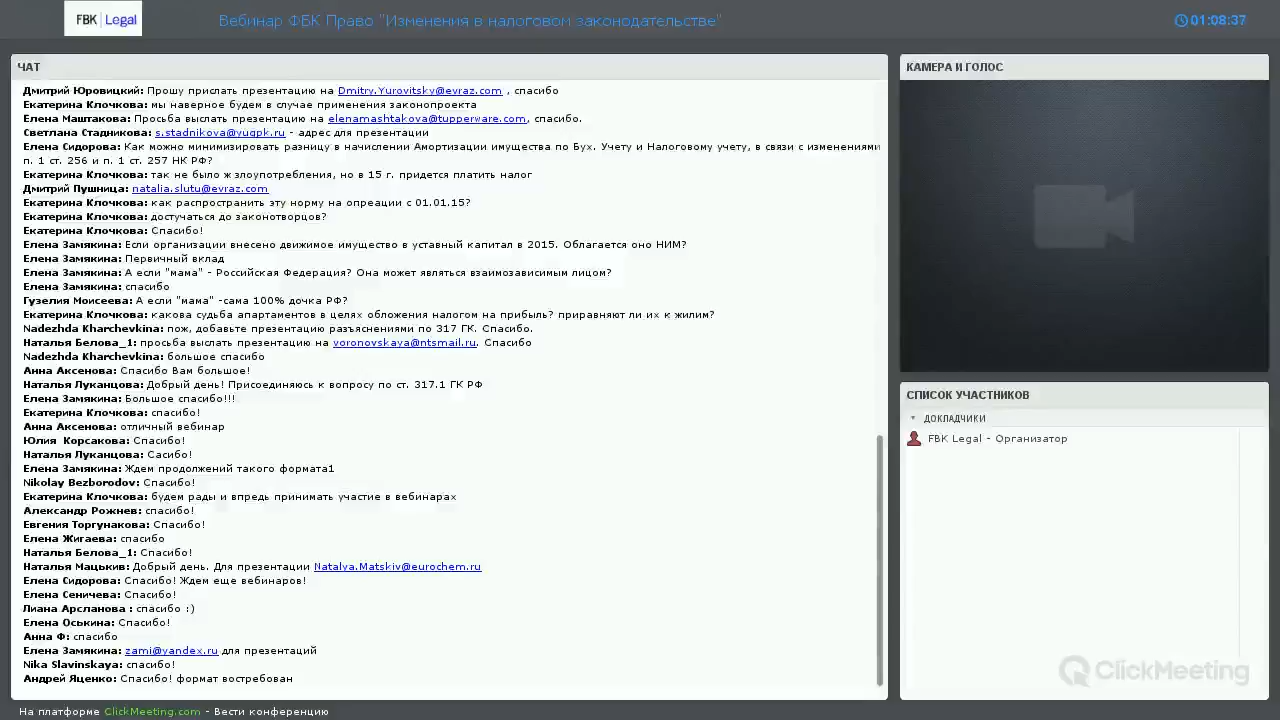 FBK Legal
Вебинар ФБК Право "Изменения в налоговом законодательстве"
01:08:37
ЧАТ
Дмитрий Юровицкий: Прошу прислать презентацию на Dmitry.Yurovitsky@evraz.com , спасибо
Екатерина Клочкова: мы наверное будем в случае применения законопроекта
Елена Маштакова: Просьба выслать презентацию на elenamashtakova@tupperware.com, спасибо.
Светлана Стадникова: s.stadnikova@yugpk.ru - адрес для презентации
Елена Сидорова: Как можно минимизировать разницу в начислении Амортизации имущества по Бух. Учету и Налоговому учету, в связи с изменениями
п. 1 ст. 256 и п. 1 ст. 257 НК РФ?
Екатерина Клочкова: так не было ж злоупотребления, но в 15 г. придется платить налог
Дмитрий Пушница: natalia.slutu@evraz.com
Екатерина Клочкова: как распространить эту норму на опреации с 01.01.15?
Екатерина Клочкова: достучаться до законотворцов?
Екатерина Клочкова: Спасибо!
Елена Замякина: Если организации внесено движимое имущество в уставный капитал в 2015. Облагается оно НИМ?
Елена Замякина: Первичный вклад
Елена Замякина: А если "мама" - Российская Федерация? Она может являться взаимозависимым лицом?
Елена Замякина: спасибо
Гузелия Моисеева: А если "мама" -сама 100% дочка РФ?
Екатерина Клочкова: какова судьба апартаментов в целях обложения налогом на прибыль? приравняют ли их к жилим?
Nadezhda Kharchevkina: пож, добавьте презентацию разъяснениями по 317 ГК. Спасибо.
Наталья Белова_1: просьба выслать презентацию на voronovskaya@ntsmail.ru. Спасибо
Nadezhda Kharchevkina: большое спасибо
Анна Аксенова: Спасибо Вам большое!
Наталья Луканцова: Добрый день! Присоединяюсь к вопросу по ст. 317.1 ГК РФ
Елена Замякина: Большое спасибо!!!
Екатерина Клочкова: спасибо!
Анна Аксенова: отличный вебинар
Юлия Корсакова: Спасибо!
Наталья Луканцова: Сасибо!
Елена Замякина: Ждем продолжений такого формата1
Nikolay Bezborodov: Спасибо!
Екатерина Клочкова: будем рады и впредь принимать участие в вебинарах
Александр Рожнев: спасибо!
Евгения Торгунакова: Спасибо!
Елена Жигаева: спасибо
Наталья Белова_1: Спасибо!
Наталья Мацькив: Добрый день. Для презентации Natalya.Matskiv@eurochem.ru
Елена Сидорова: Спасибо! Ждем еще вебинаров!
Елена Сеничева: Спасибо!
Лиана Арсланова : спасибо :)
Елена Оськина: Спасибо!
Анна Ф: спасибо
Елена Замякина: zami@yandex.ru для презентаций
Nika Slavinskaya: спасибо!
Андрей Яценко: Спасибо! формат востребован
КАМЕРА И ГОЛОС
СПИСОК УЧАСТНИКОВ
ДОКЛАДЧИКИ
FBK Legal - Организатор
ClickMeeting
На платформе ClickMeeting.com - Вести конференцию